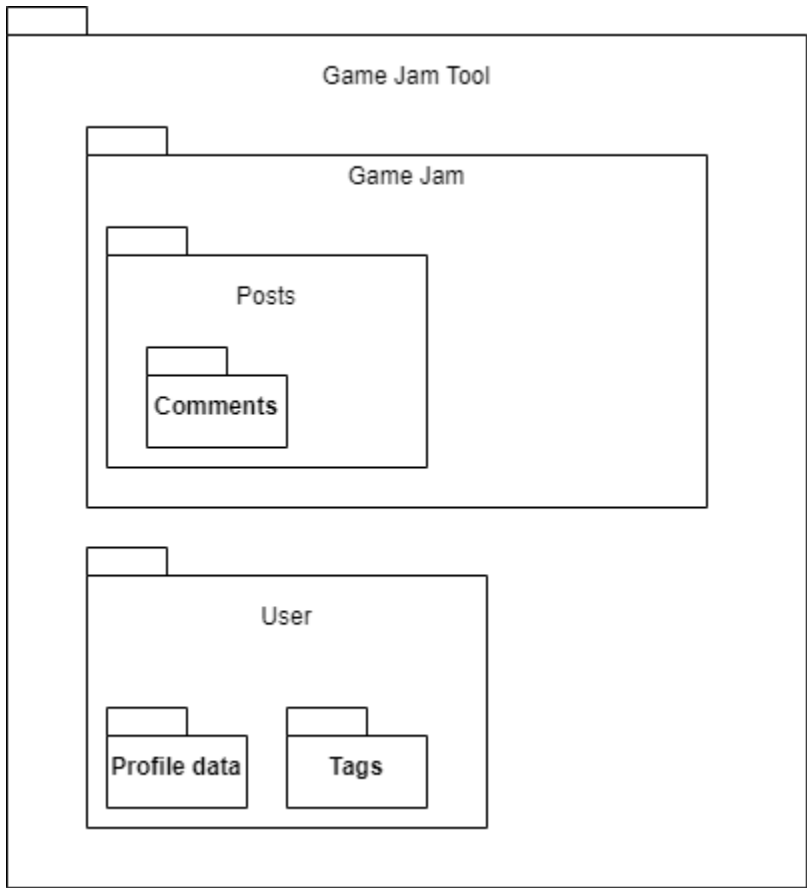 Game Jam Tool
Game Jam
Posts
Comments
User
Profile data
Tags